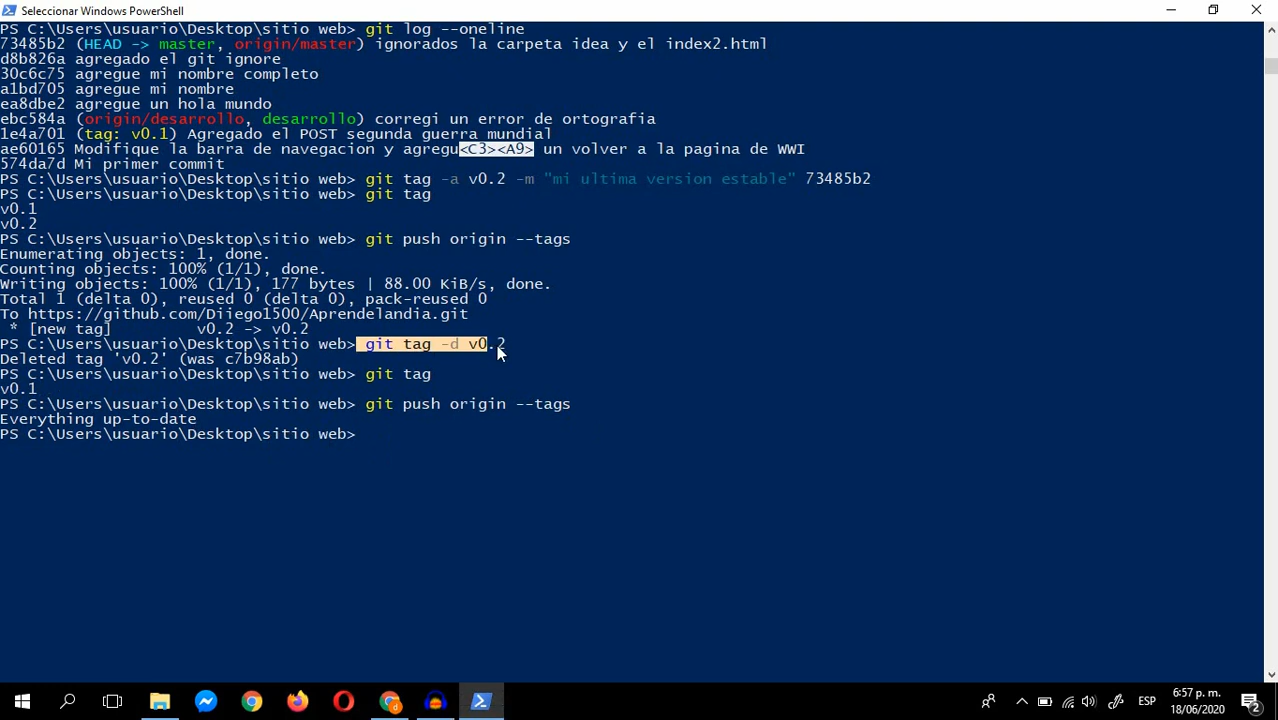 Seleccionar Windows PowerShell
PS C:\Users\usuario\Desktop\sitio web> git log --oneline
73485b2 (HEAD -> master, origin/master) ignorados la carpeta idea y el index2.html
d8b826a agregado el git ignore
30c6c75 agregue mi nombre completo
a1bd705 agregue mi nombre
ea8dbe2 agregue un hola mundo
ebc584a (origin/desarrollo, desarrollo) corregi un error de ortografia
1e4a701 (tag: v0.1) Agregado el POST segunda guerra mundial
ae60165 Modifique la barra de navegacion y agregu<C3><A9> un volver a la pagina de WWI
574da7d Mi primer commit
PS C:\Users\usuario\Desktop\sitio web> git tag -a v0.2 -m "mi ultima version estable" 73485b2
PS C:\Users\usuario\Desktop\sitio web> git tag
v0.1
v0.2
PS C:\Users\usuario\Desktop\sitio web> git push origin --tags
Enumerating objects: 1, done.
Counting objects: 100% (1/1), done.
Writing objects: 100% (1/1), 177 bytes | 88.00 KiB/s, done.
Total 1 (delta 0), reused 0 (delta 0), pack-reused 0
To https://github.com/Diiego1500/Aprendelandia.git
 * [new tag]         v0.2 -> v0.2
PS C:\Users\usuario\Desktop\sitio web> git tag -d v0.2
Deleted tag 'v0.2' (was c7b98ab)
PS C:\Users\usuario\Desktop\sitio web> git tag
v0.1
PS C:\Users\usuario\Desktop\sitio web> git push origin --tags
Everything up-to-date
PS C:\Users\usuario\Desktop\sitio web>
ESP
6:57 p. m.
18/06/2020
2